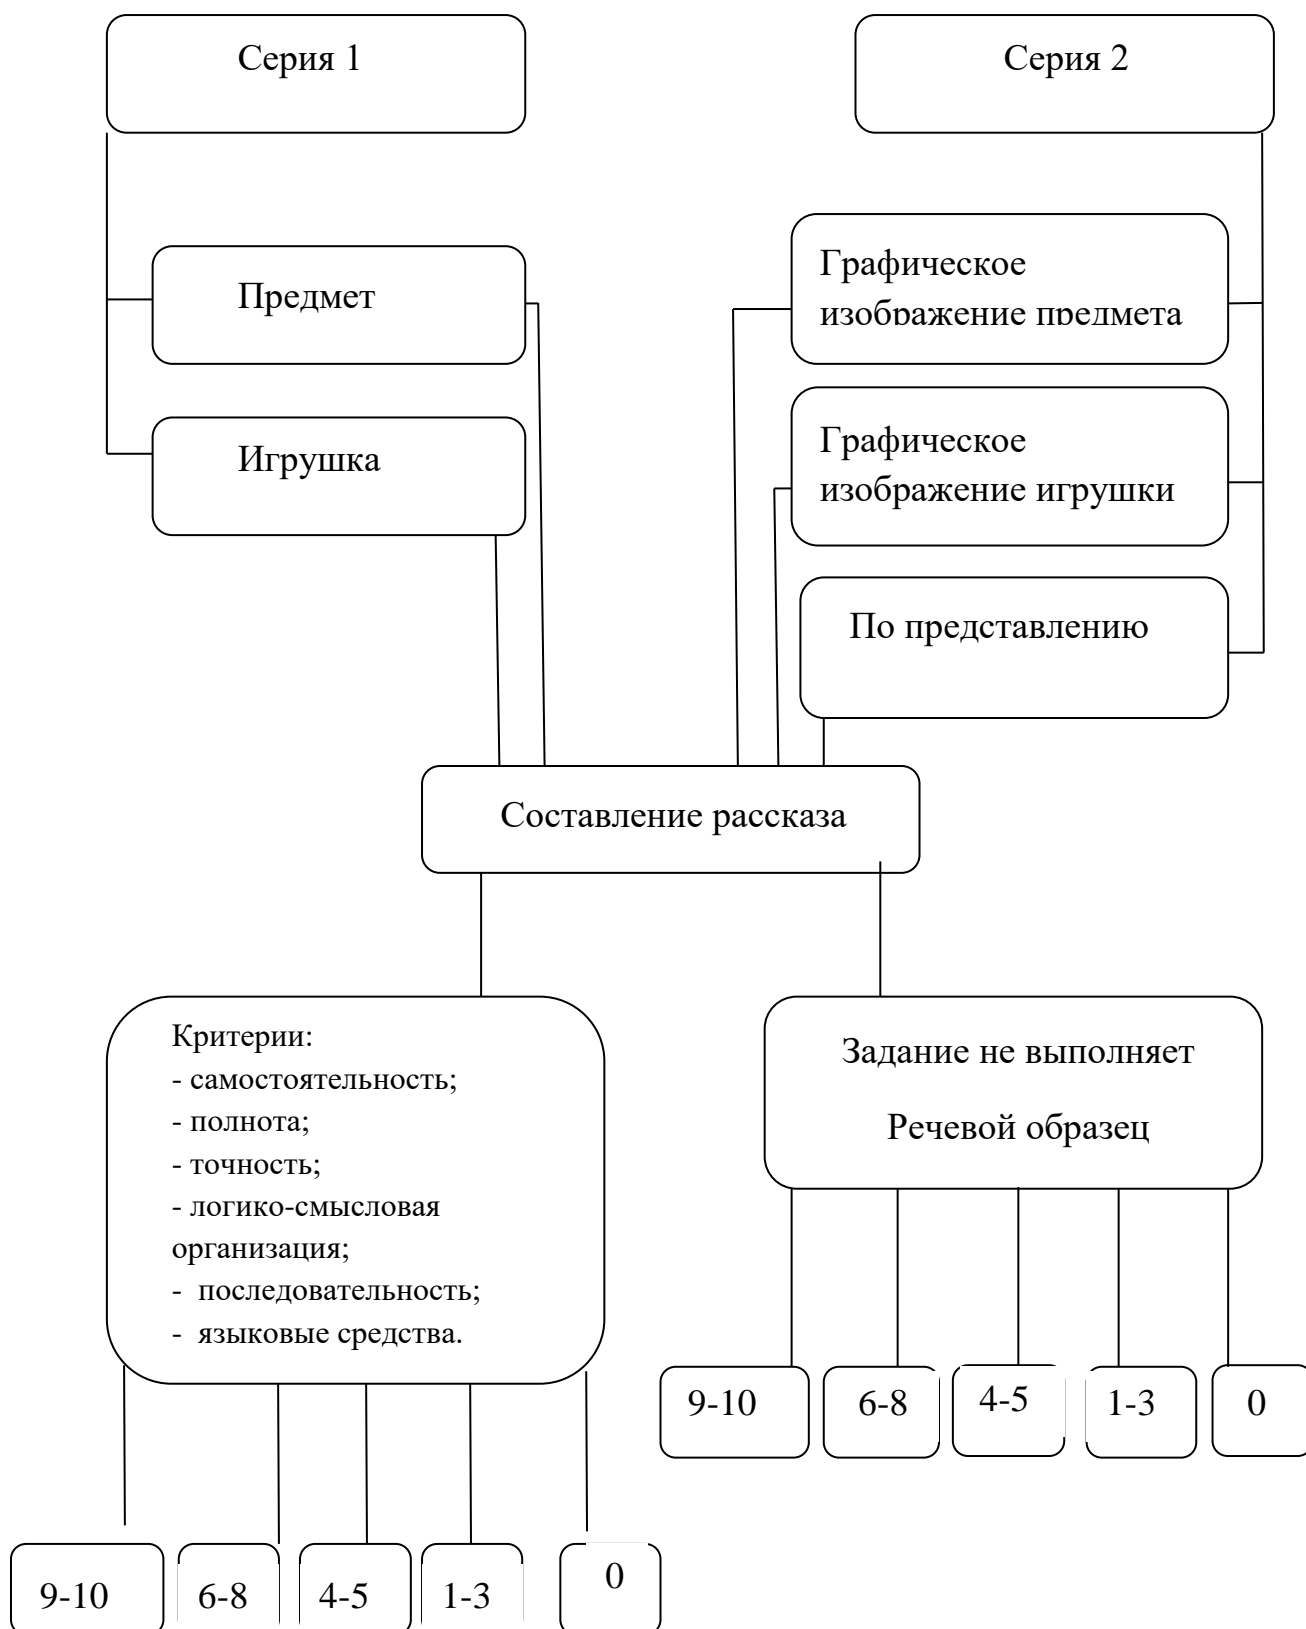 Серия 1
Серия 2
Предмет
Графическое
изображение предмета
Игрушка
Графическое
изображение игрушки
По представлению
Составление рассказа
Критерии:
- самостоятельность;
- полнота;
- точность;
- логико-смысловая
организация;
- последовательность;
- языковые средства.
Задание не выполняет
Речевой образец
9-10
6-8
4-5
1-3
0
9-10
6-8
4-5
1-3
0